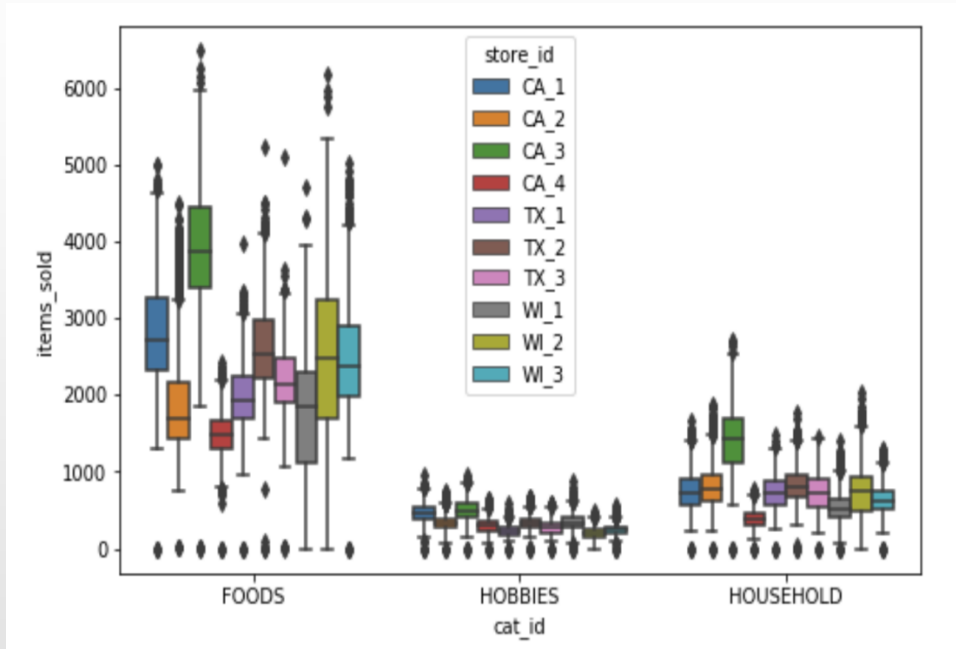 store_id
CA_1
CA_2
CA_3
CA_4
TX_1
TX_2
TX_3
WI_1
WI_2
WI_3
6000
5000
4000
3000
2000
1000
0
items_sold
FOODS HOBBIES HOUSEHOLD
cat_id